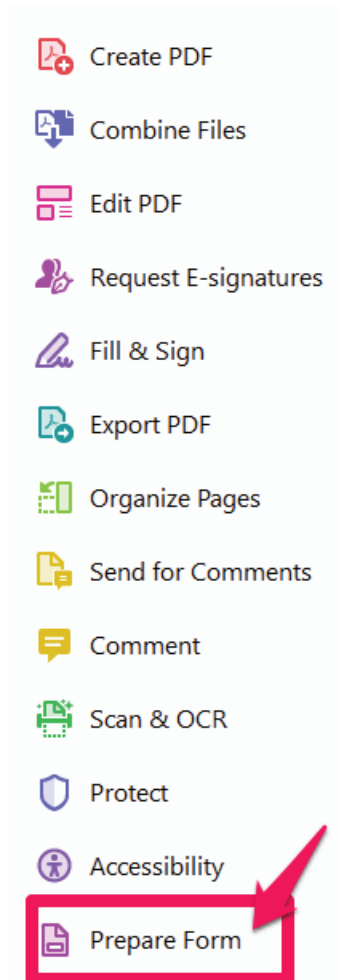 Create PDF
Combine Files
Edit PDF
Request E-signatures
Fill & Sign
Export PDF
Organize Pages
Send for Comments
Comment
Scan & OCR
Protect
Accessibility
Prepare Form